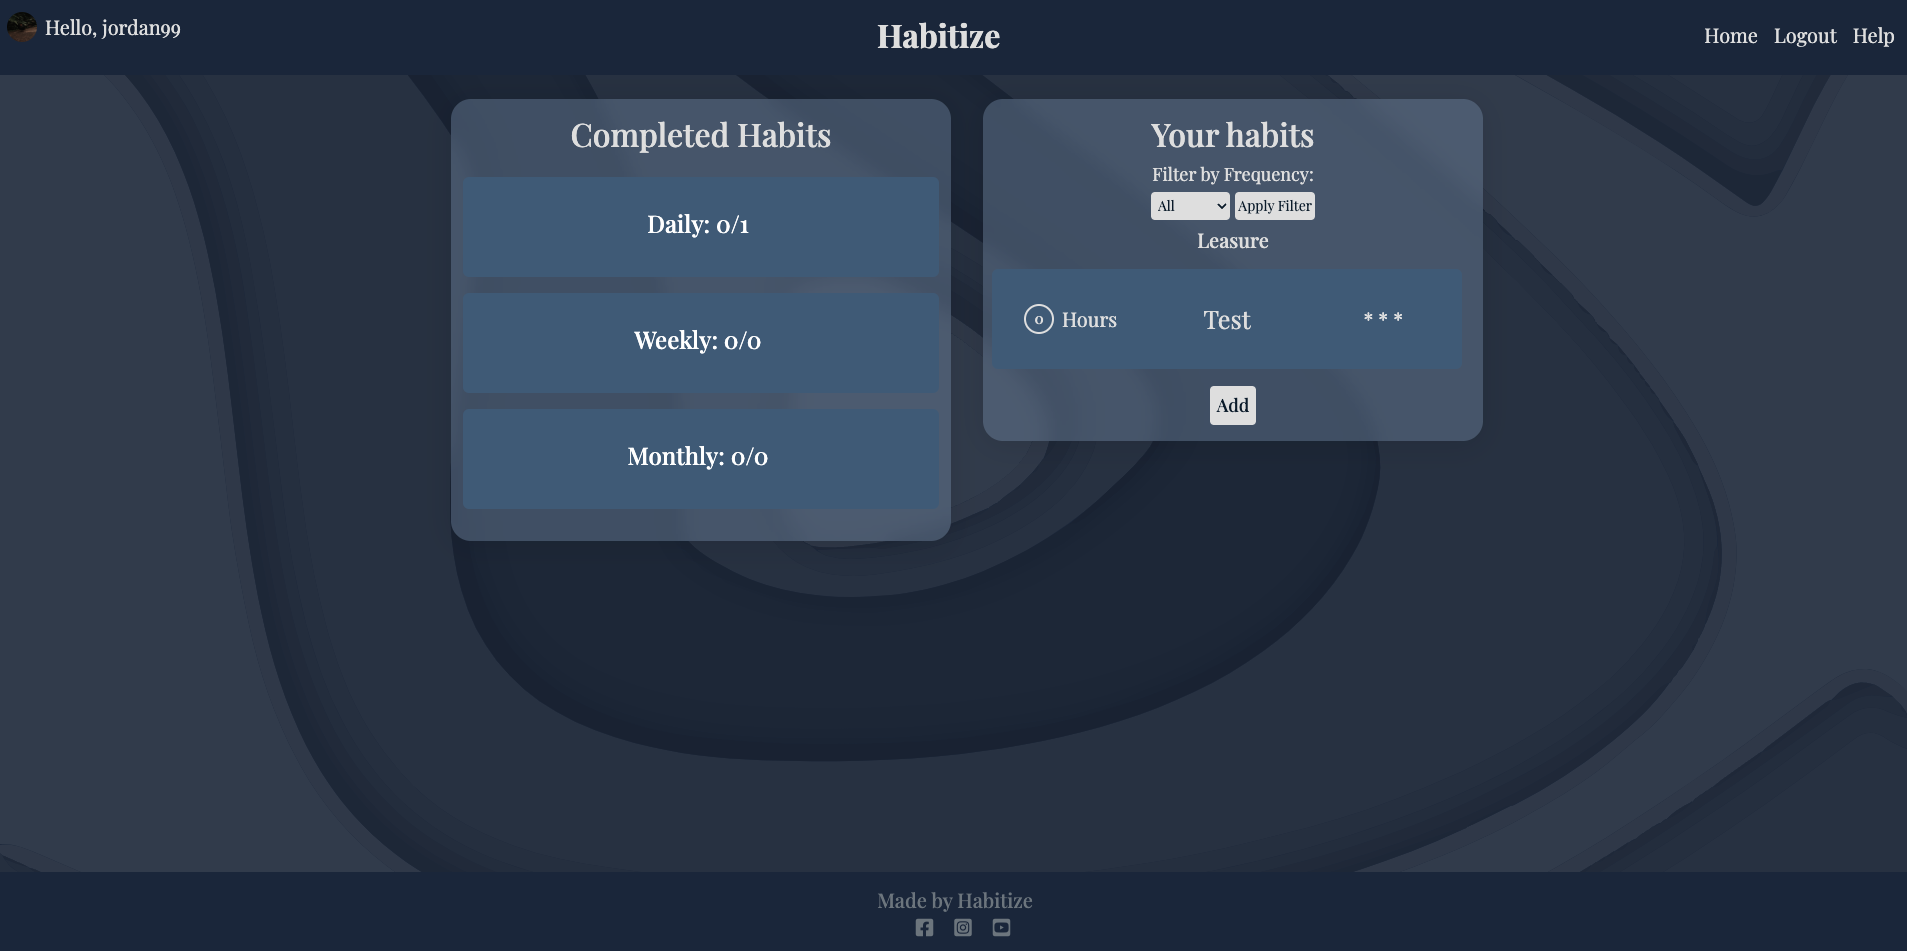 Hello, jordan99
Habitize
Home Logout Help
Completed Habits
Daily: 0/1
Weekly: 0/0
Monthly: 0/0
Your habits
Filter by Frequency:
All Apply Filter
Leasure
0 Hours Test ***
Add
Made by Habitize